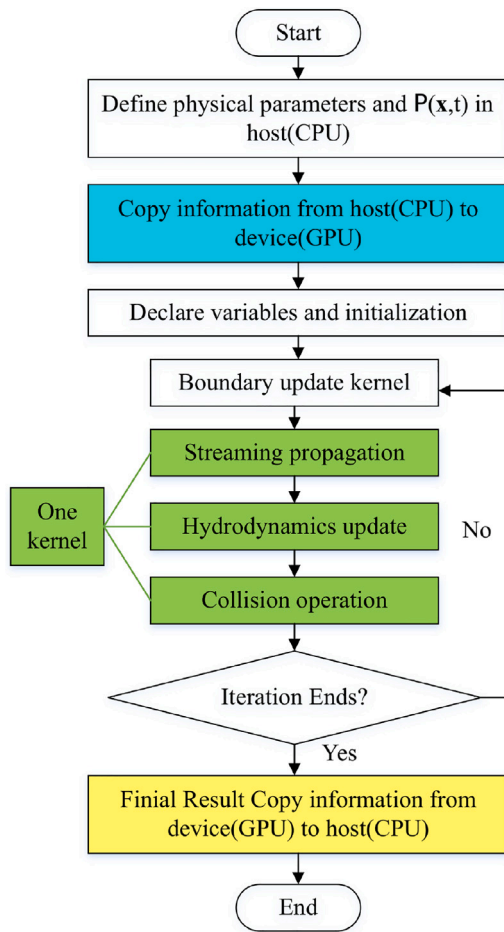 Start
Define physical parameters and P(x,t) in
host(CPU)
Copy information from host(CPU) to
device(GPU)
Declare variables and initialization
Boundary update kernel
Streaming propagation
One
kernel
Hydrodynamics update
No
Collision operation
Iteration Ends?
Yes
Finial Result Copy information from
device(GPU) to host(CPU)
End